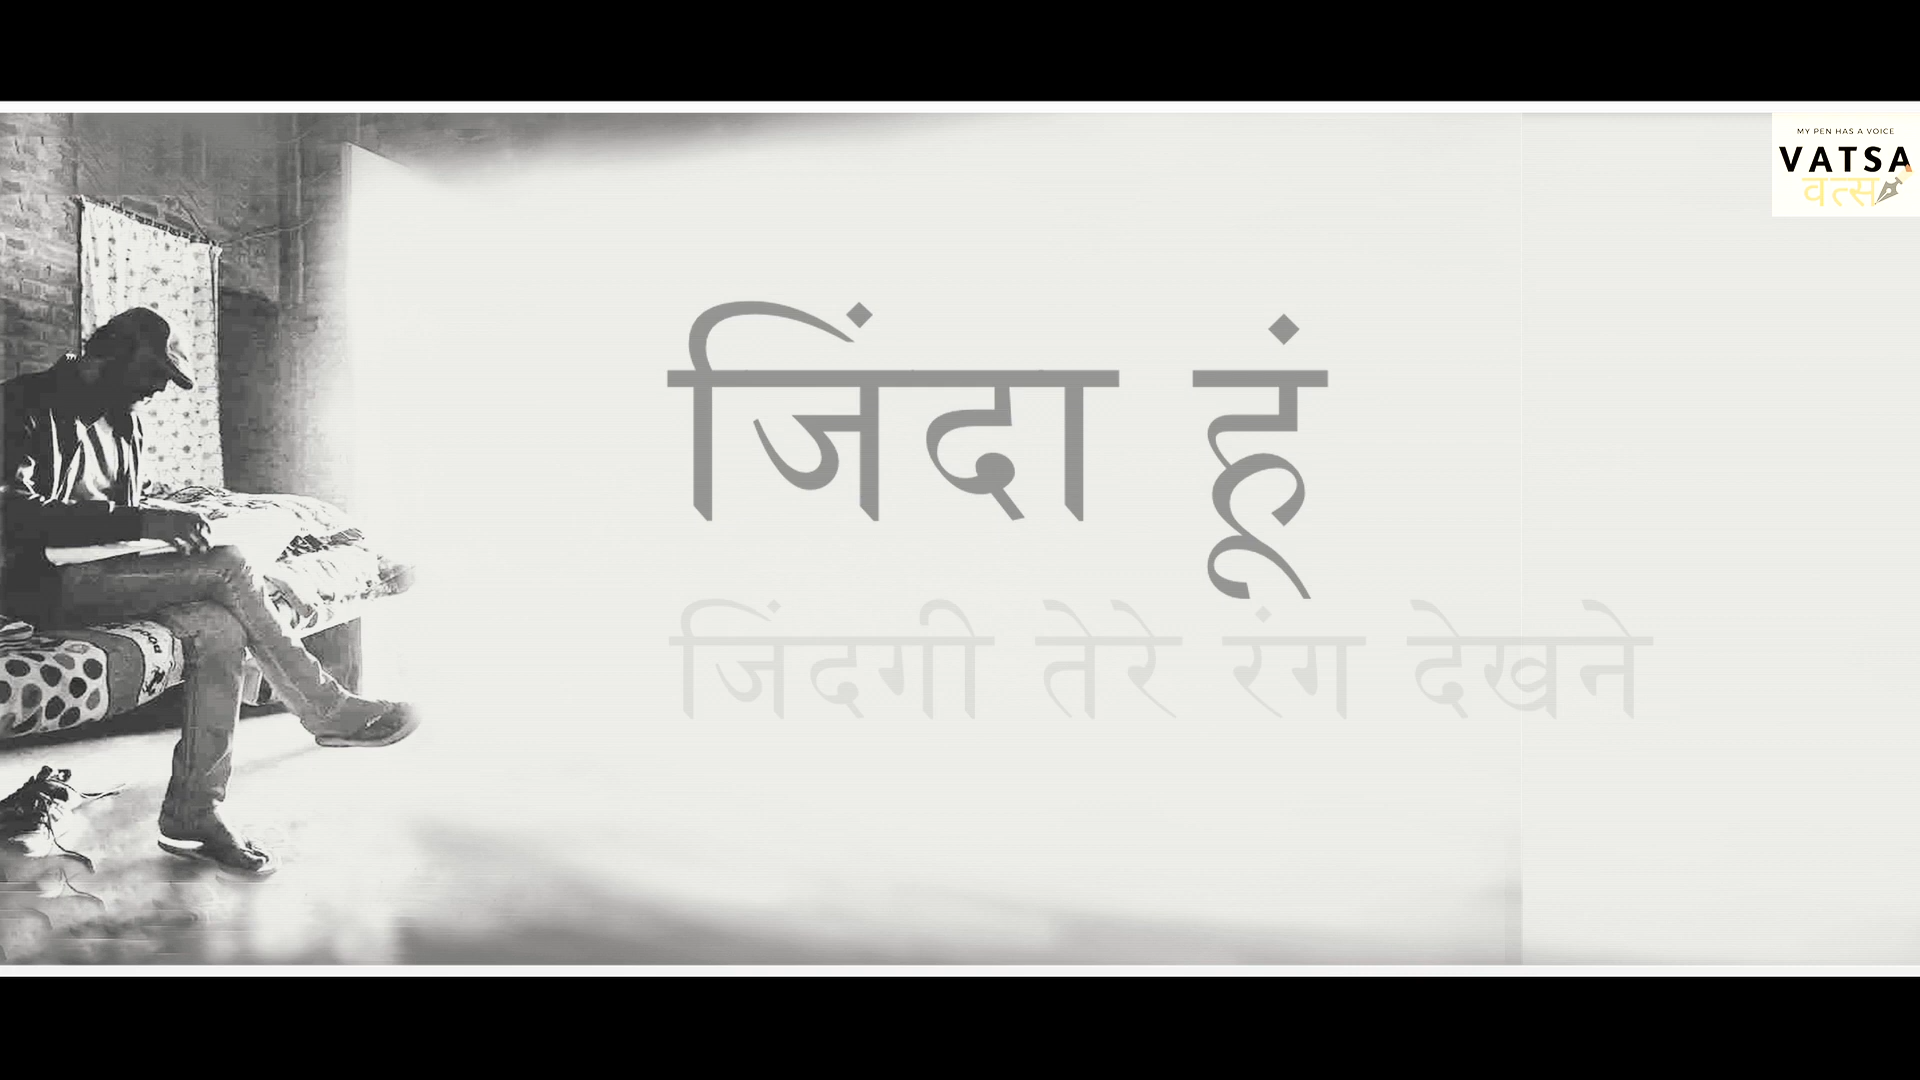 MY PEN HAS A VOICE
VATSA
वत्स
जिंदा हूं
जिंदगी तेरे रंग देखने